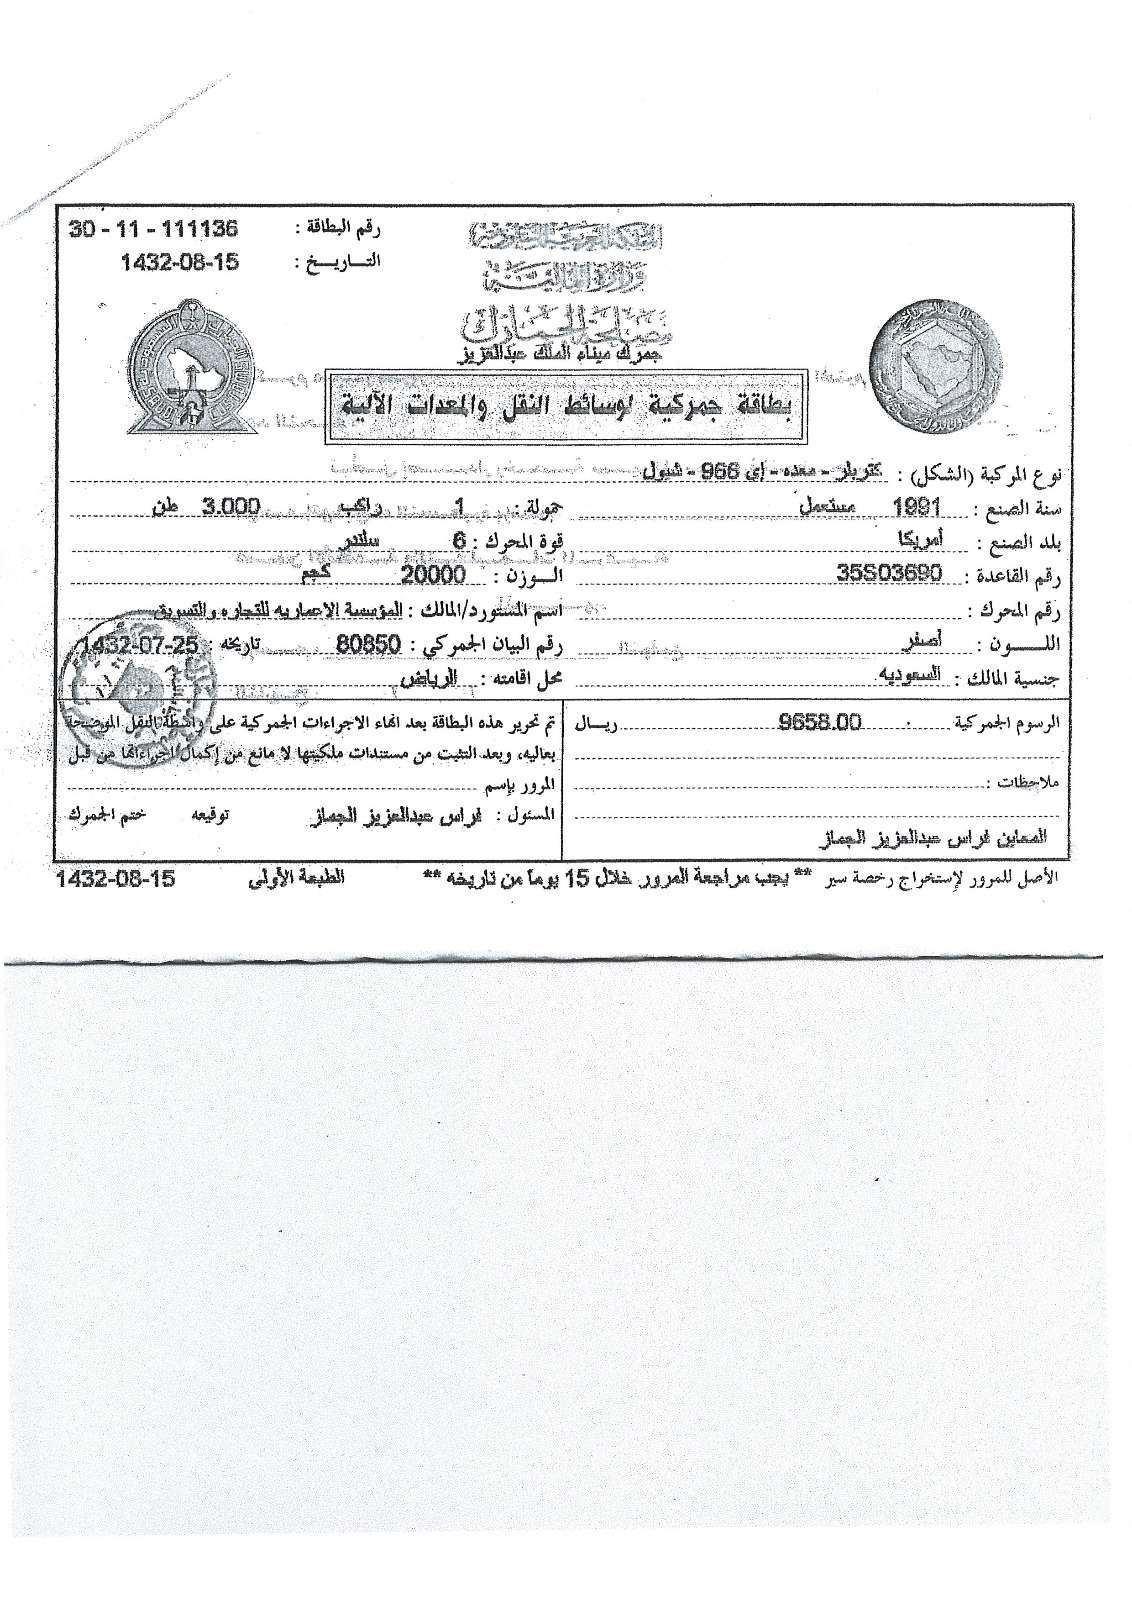 المملكة العربية السعودية
وزارة المالية
مصلحة الجمارك
جمرك ميناء الملك عبدالعزيز
رقم البطاقة : 30 - 11 - 111136
التاريخ : 1432-08-15
بطاقة جمركية لوسائط النقل والمعدات الآلية
نوع المركبة (الشكل) : كتربلر - معده - إى 966 - شيول
سنة الصنع : 1991 مستعمل حمولة : 1 راكب 3.000 طن
بلد الصنع : أمريكا قوة المحرك : 6 سلندر
رقم القاعدة : 35S03690 الوزن : 20000 كجم
رقم المحرك : اسم المستورد/المالك : المؤسسة الاعماريه للتجاره والتسويق
اللون : أصفر رقم البيان الجمركي : 80850 تاريخه : 1432-07-25
جنسية المالك : السعوديه محل اقامته : الرياض
الرسوم الجمركية 9658.00 ريال
ملاحظات :
المعاين فراس عبدالعزيز الجماز
تم تحرير هذه البطاقة بعد انهاء الاجراءات الجمركية على واسطة النقل الموضحة
بعاليه، وبعد التثبت من مستندات ملكيتها لا مانع من إكمال اجراءاتها من قبل
المرور بإسم
المسئول : فراس عبدالعزيز الجماز توقيعه ختم الجمرك
الأصل للمرور لإستخراج رخصة سير ** يجب مراجعة المرور خلال 15 يوماً من تاريخه ** الطبعة الأولى 1432-08-15